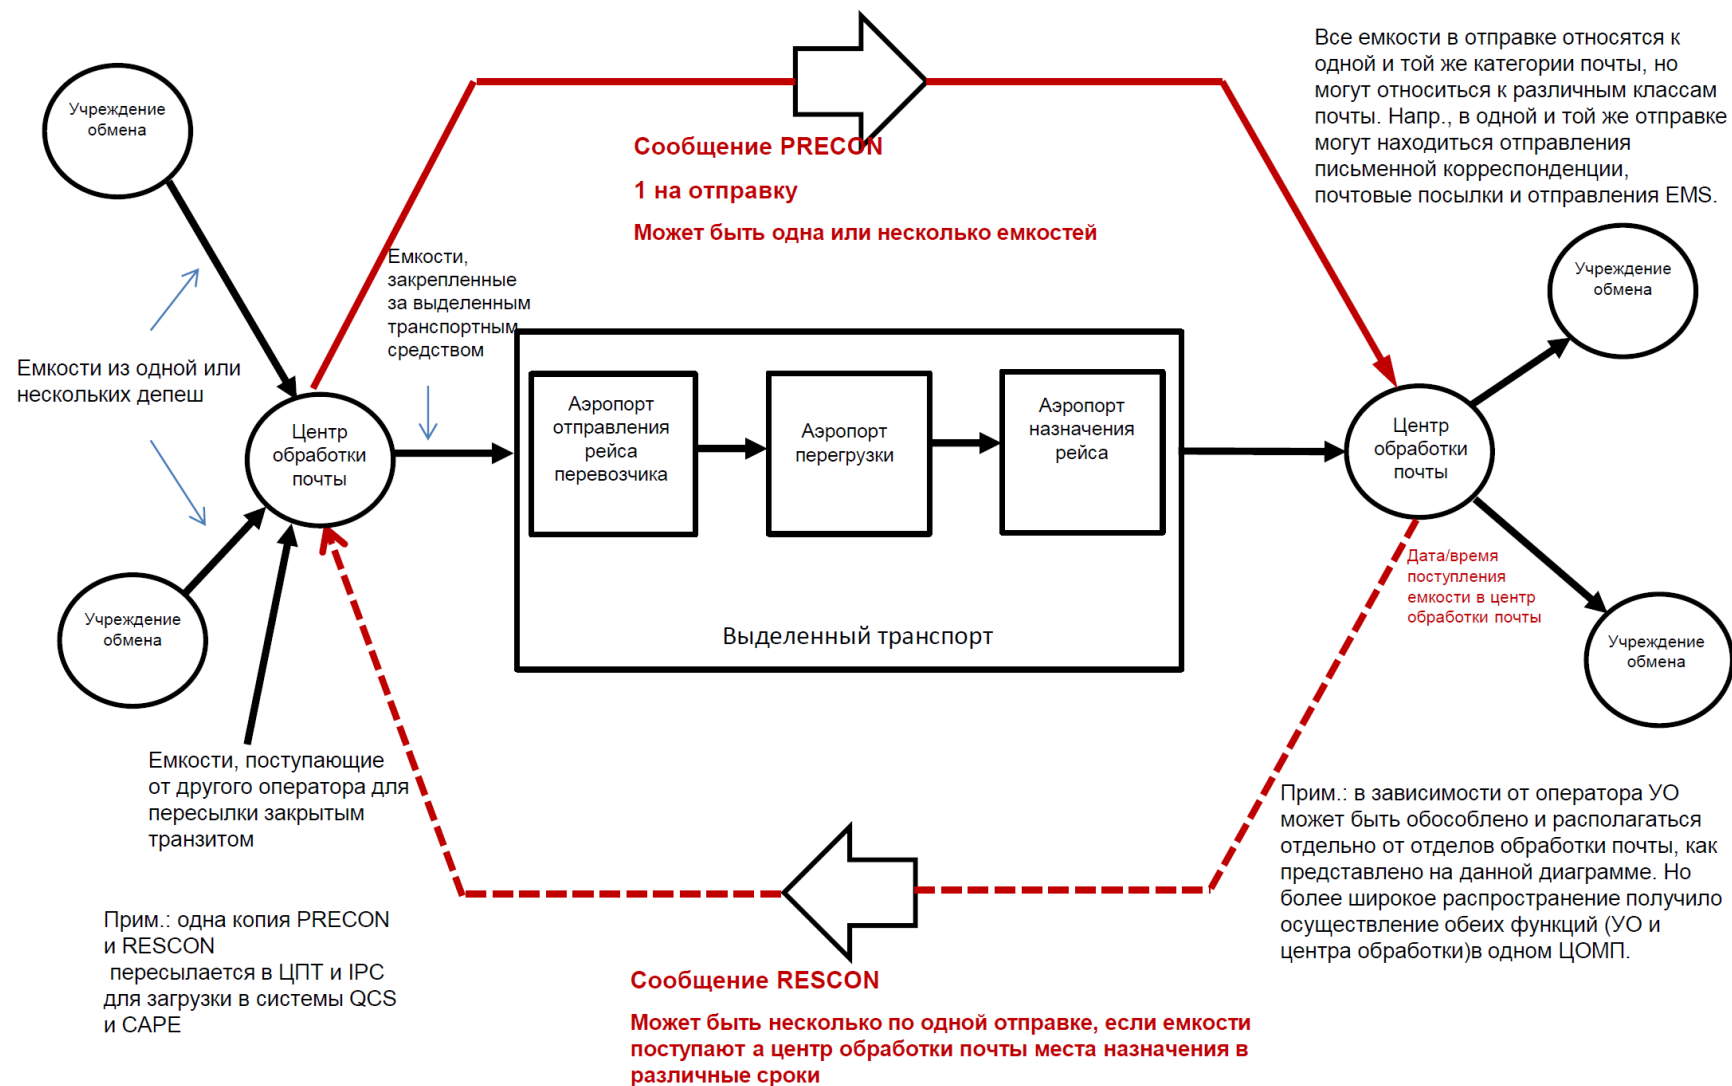 Учреждение
обмена
Сообщение PRECON
1 на отправку
Может быть одна или несколько емкостей
Все емкости в отправке относятся к
одной и той же категории почты, но
могут относиться к различным классам
почты. Напр., в одной и той же отправке
могут находиться отправления
письменной корреспонденции,
почтовые посылки и отправления EMS.
Емкости из одной или
нескольких депеш
Емкости,
закрепленные
за выделенным
транспортным
средством
Учреждение
обмена
Центр
обработки
почты
Аэропорт
отправления
рейса
перевозчика
Аэропорт
перегрузки
Аэропорт
назначения
рейса
Выделенный транспорт
Центр
обработки
почты
Учреждение
обмена
Дата/время
поступления
емкости в центр
обработки почты
Учреждение
обмена
Емкости, поступающие
от другого оператора для
пересылки закрытым
транзитом
Прим.: одна копия PRECON
и RESCON
пересылается в ЦПТ и IPC
для загрузки в системы QCS
и CAPE
Сообщение RESCON
Может быть несколько по одной отправке, если емкости
поступают а центр обработки почты места назначения в
различные сроки
Прим.: в зависимости от оператора УО
может быть обособлено и располагаться
отдельно от отделов обработки почты, как
представлено на данной диаграмме. Но
более широкое распространение получило
осуществление обеих функций (УО и
центра обработки)в одном ЦОМП.